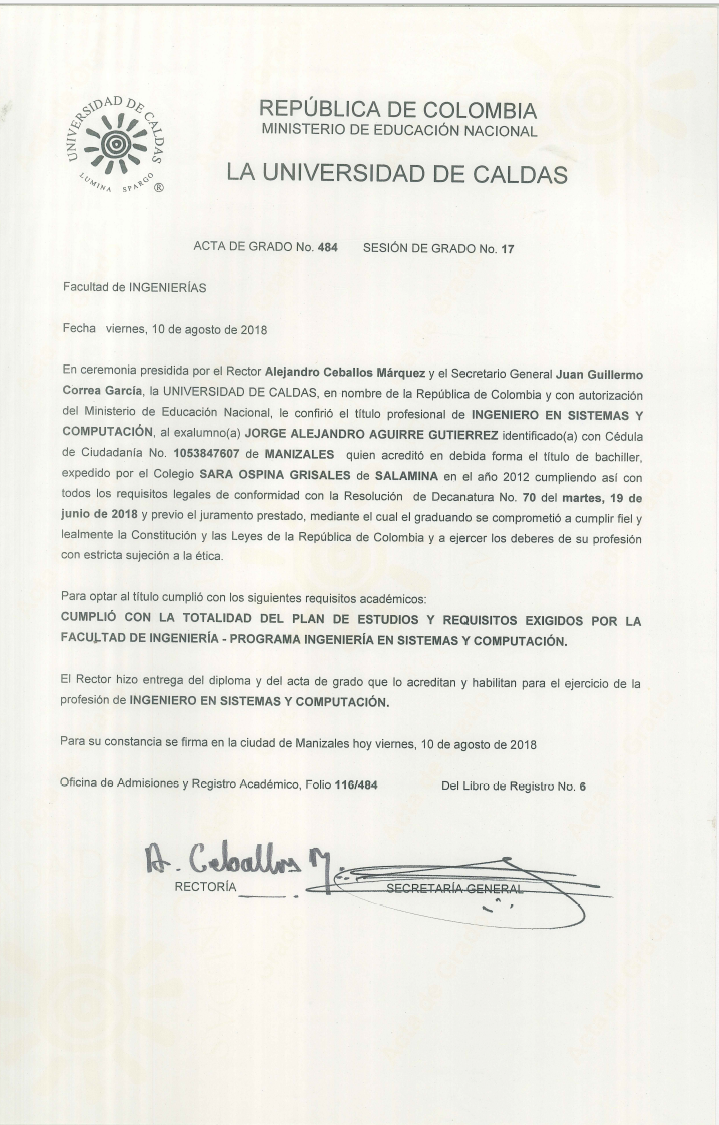 UNIVERSIDAD DE CALDAS
LUMINA SPARGO
®
REPÚBLICA DE COLOMBIA
MINISTERIO DE EDUCACIÓN NACIONAL
LA UNIVERSIDAD DE CALDAS
ACTA DE GRADO No. 484 SESIÓN DE GRADO No. 17
Facultad de INGENIERÍAS
Fecha viernes, 10 de agosto de 2018
En ceremonia presidida por el Rector Alejandro Ceballos Márquez y el Secretario General Juan Guillermo
Correa García, la UNIVERSIDAD DE CALDAS, en nombre de la República de Colombia y con autorización
del Ministerio de Educación Nacional, le confirió el título profesional de INGENIERO EN SISTEMAS Y
COMPUTACIÓN, al exalumno(a) JORGE ALEJANDRO AGUIRRE GUTIERREZ identificado(a) con Cédula
de Ciudadanía No. 1053847607 de MANIZALES quien acreditó en debida forma el título de bachiller,
expedido por el Colegio SARA OSPINA GRISALES de SALAMINA en el año 2012 cumpliendo así con
todos los requisitos legales de conformidad con la Resolución de Decanatura No. 70 del martes, 19 de
junio de 2018 y previo el juramento prestado, mediante el cual el graduando se comprometió a cumplir fiel y
lealmente la Constitución y las Leyes de la República de Colombia y a ejercer los deberes de su profesión
con estricta sujeción a la ética.
Para optar al título cumplió con los siguientes requisitos académicos:
CUMPLIÓ CON LA TOTALIDAD DEL PLAN DE ESTUDIOS Y REQUISITOS EXIGIDOS POR LA
FACULTAD DE INGENIERÍA - PROGRAMA INGENIERÍA EN SISTEMAS Y COMPUTACIÓN.
El Rector hizo entrega del diploma y del acta de grado que lo acreditan y habilitan para el ejercicio de la
profesión de INGENIERO EN SISTEMAS Y COMPUTACIÓN.
Para su constancia se firma en la ciudad de Manizales hoy viernes, 10 de agosto de 2018
Oficina de Admisiones y Registro Académico, Folio 116/484 Del Libro de Registro No. 6
A. Ceballos M.
RECTORÍA SECRETARÍA GENERAL